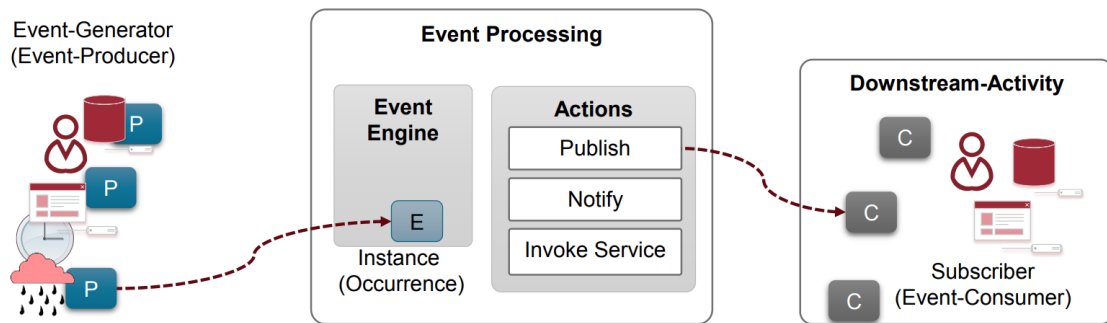 Event-Generator
(Event-Producer)
P
P
P
Event Processing
Event
Engine
E
Instance
(Occurrence)
Actions
Publish
Notify
Invoke Service
Downstream-Activity
C
C
C
Subscriber
(Event-Consumer)